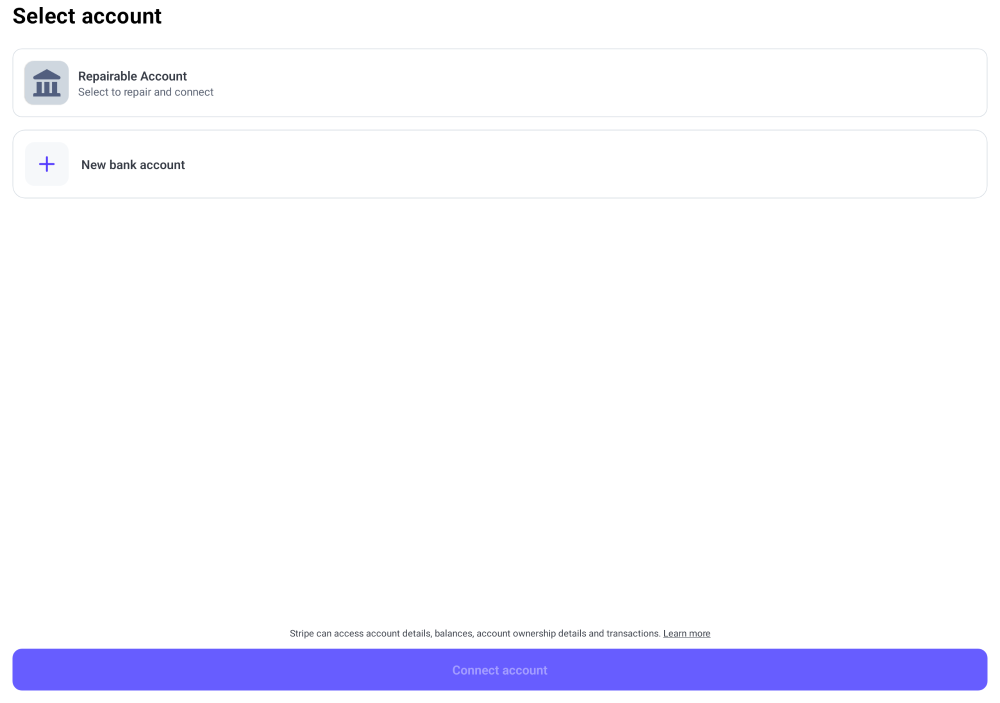 Select account
Repairable Account
Select to repair and connect
New bank account
Stripe can access account details, balances, account ownership details and transactions. Learn more
Connect account